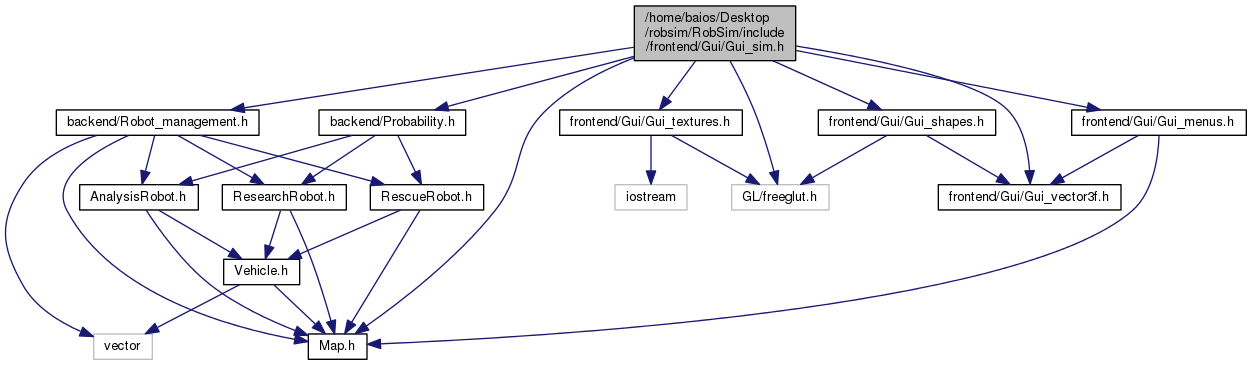 /home/baios/Desktop
/robsim/RobSim/include
/frontend/Gui/Gui_sim.h
backend/Robot_management.h
backend/Probability.h
frontend/Gui/Gui_textures.h
frontend/Gui/Gui_shapes.h
frontend/Gui/Gui_menus.h
AnalysisRobot.h
ResearchRobot.h
RescueRobot.h
iostream
GL/freeglut.h
frontend/Gui/Gui_vector3f.h
Vehicle.h
vector
Map.h